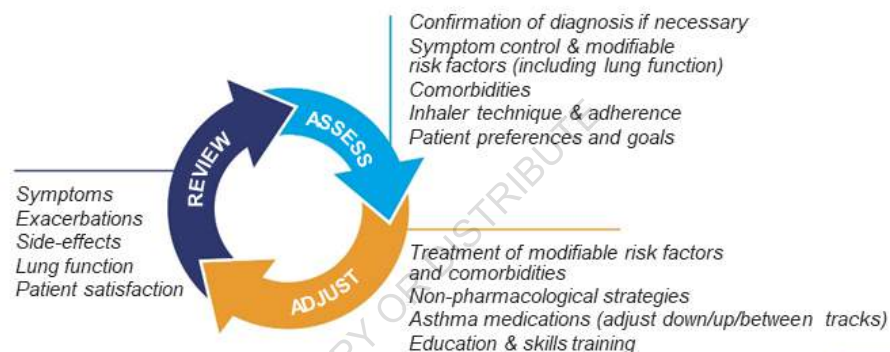 Confirmation of diagnosis if necessary
Symptom control & modifiable
risk factors (including lung function)
Comorbidities
Inhaler technique & adherence
Patient preferences and goals
REVIEW
ASSESS
ADJUST
Symptoms
Exacerbations
Side-effects
Lung function
Patient satisfaction
Treatment of modifiable risk factors
and comorbidities
Non-pharmacological strategies
Asthma medications (adjust down/up/between tracks)
Education & skills training
OR DISTRIBUTE